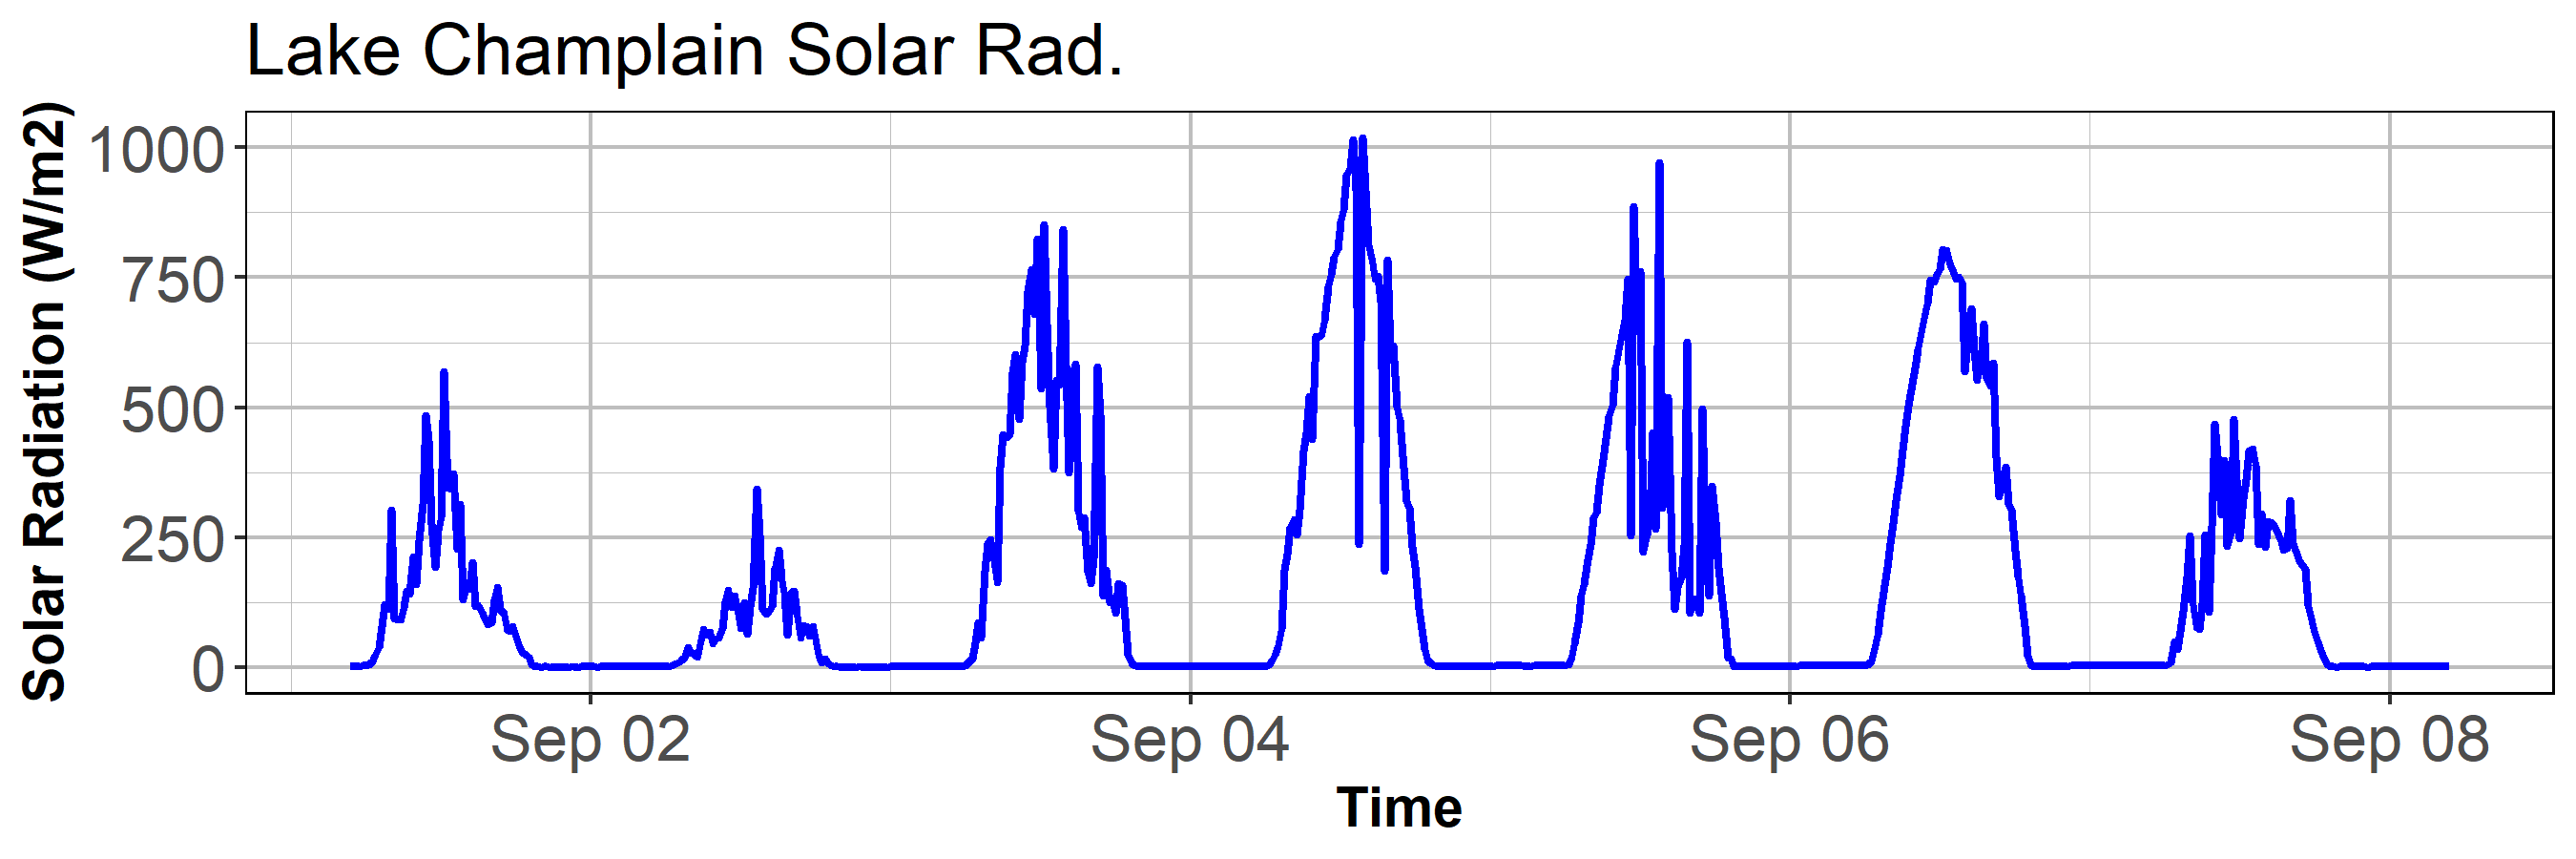 Lake Champlain Solar Rad.
Solar Radiation (W/m2)
1000
750
500
250
0
Sep 02 Sep 04 Sep 06 Sep 08
Time